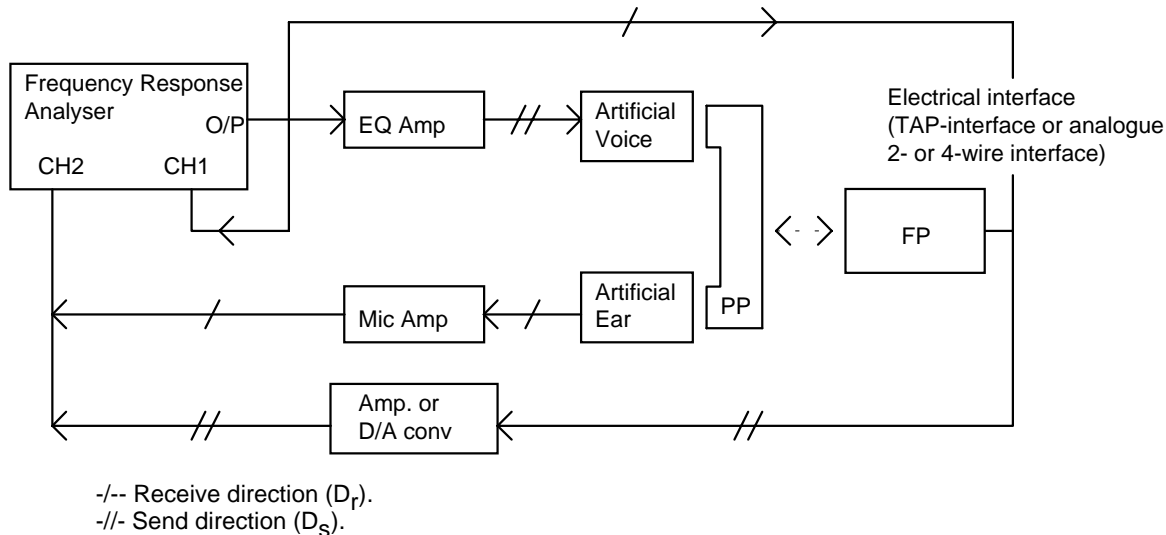 Frequency Response
Analyser
O/P
CH2
CH1
EQ Amp
Artificial
Voice
Electrical interface
(TAP-interface or analogue
2- or 4-wire interface)
FP
Mic Amp
Artificial
Ear
PP
Amp. or
D/A conv
-/-- Receive direction (Dr).
-//- Send direction (Ds).